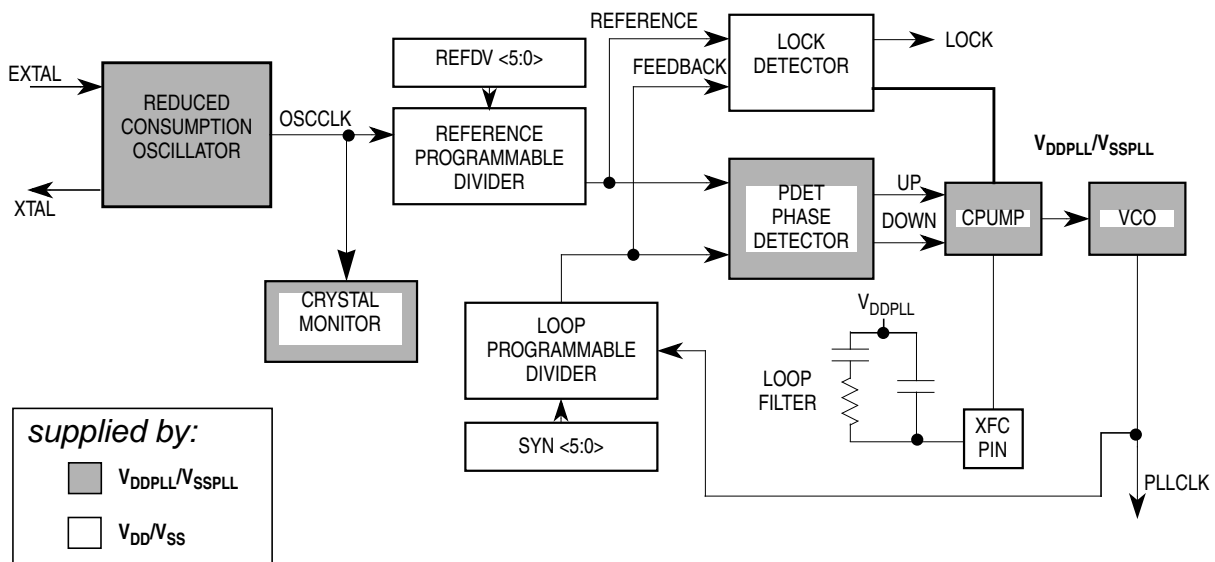 REFERENCE
REFDV <5:0>
LOCK
DETECTOR
LOCK
EXTAL
REDUCED
CONSUMPTION
OSCILLATOR
FEEDBACK
OSCCLK
REFERENCE
PROGRAMMABLE
DIVIDER
VDDPLL/VSSPLL
XTAL
PDET
PHASE
DETECTOR
UP
DOWN
CPUMP
VCO
CRYSTAL
MONITOR
LOOP
PROGRAMMABLE
DIVIDER
VDDPLL
LOOP
FILTER
XFC
PIN
SYN <5:0>
PLLCLK
supplied by:
VDDPLL/VSSPLL
VDD/VSS